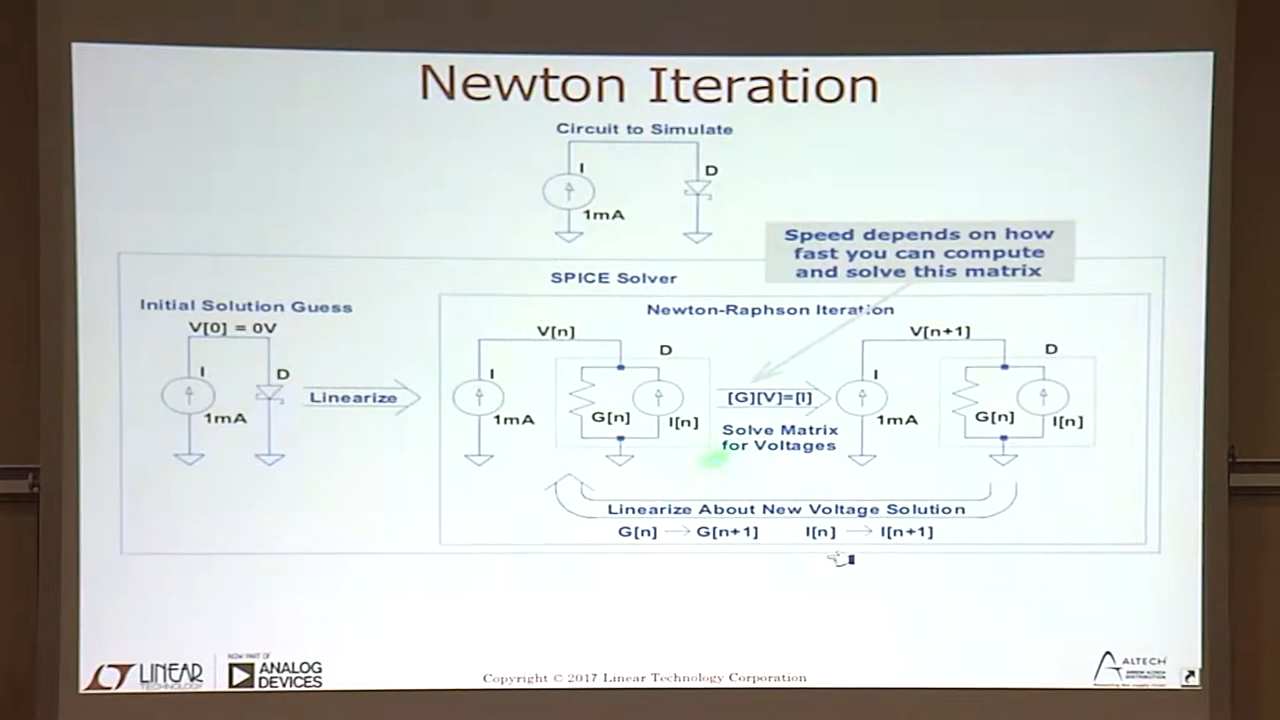 Newton Iteration
Circuit to Simulate
I
D
1mA
Speed depends on how
fast you can compute
and solve this matrix
SPICE Solver
Initial Solution Guess
V[0] = 0V
I
D
1mA
Linearize
Newton-Raphson Iteration
V[n]
D
I
1mA
G[n]
I[n]
[G][V]=[I]
Solve Matrix
for Voltages
V[n+1]
D
I
1mA
G[n]
I[n]
Linearize About New Voltage Solution
G[n] → G[n+1] I[n] → I[n+1]
LINEAR
TECHNOLOGY
NOW PART OF
ANALOG
DEVICES
Copyright © 2017 Linear Technology Corporation
ALTECH